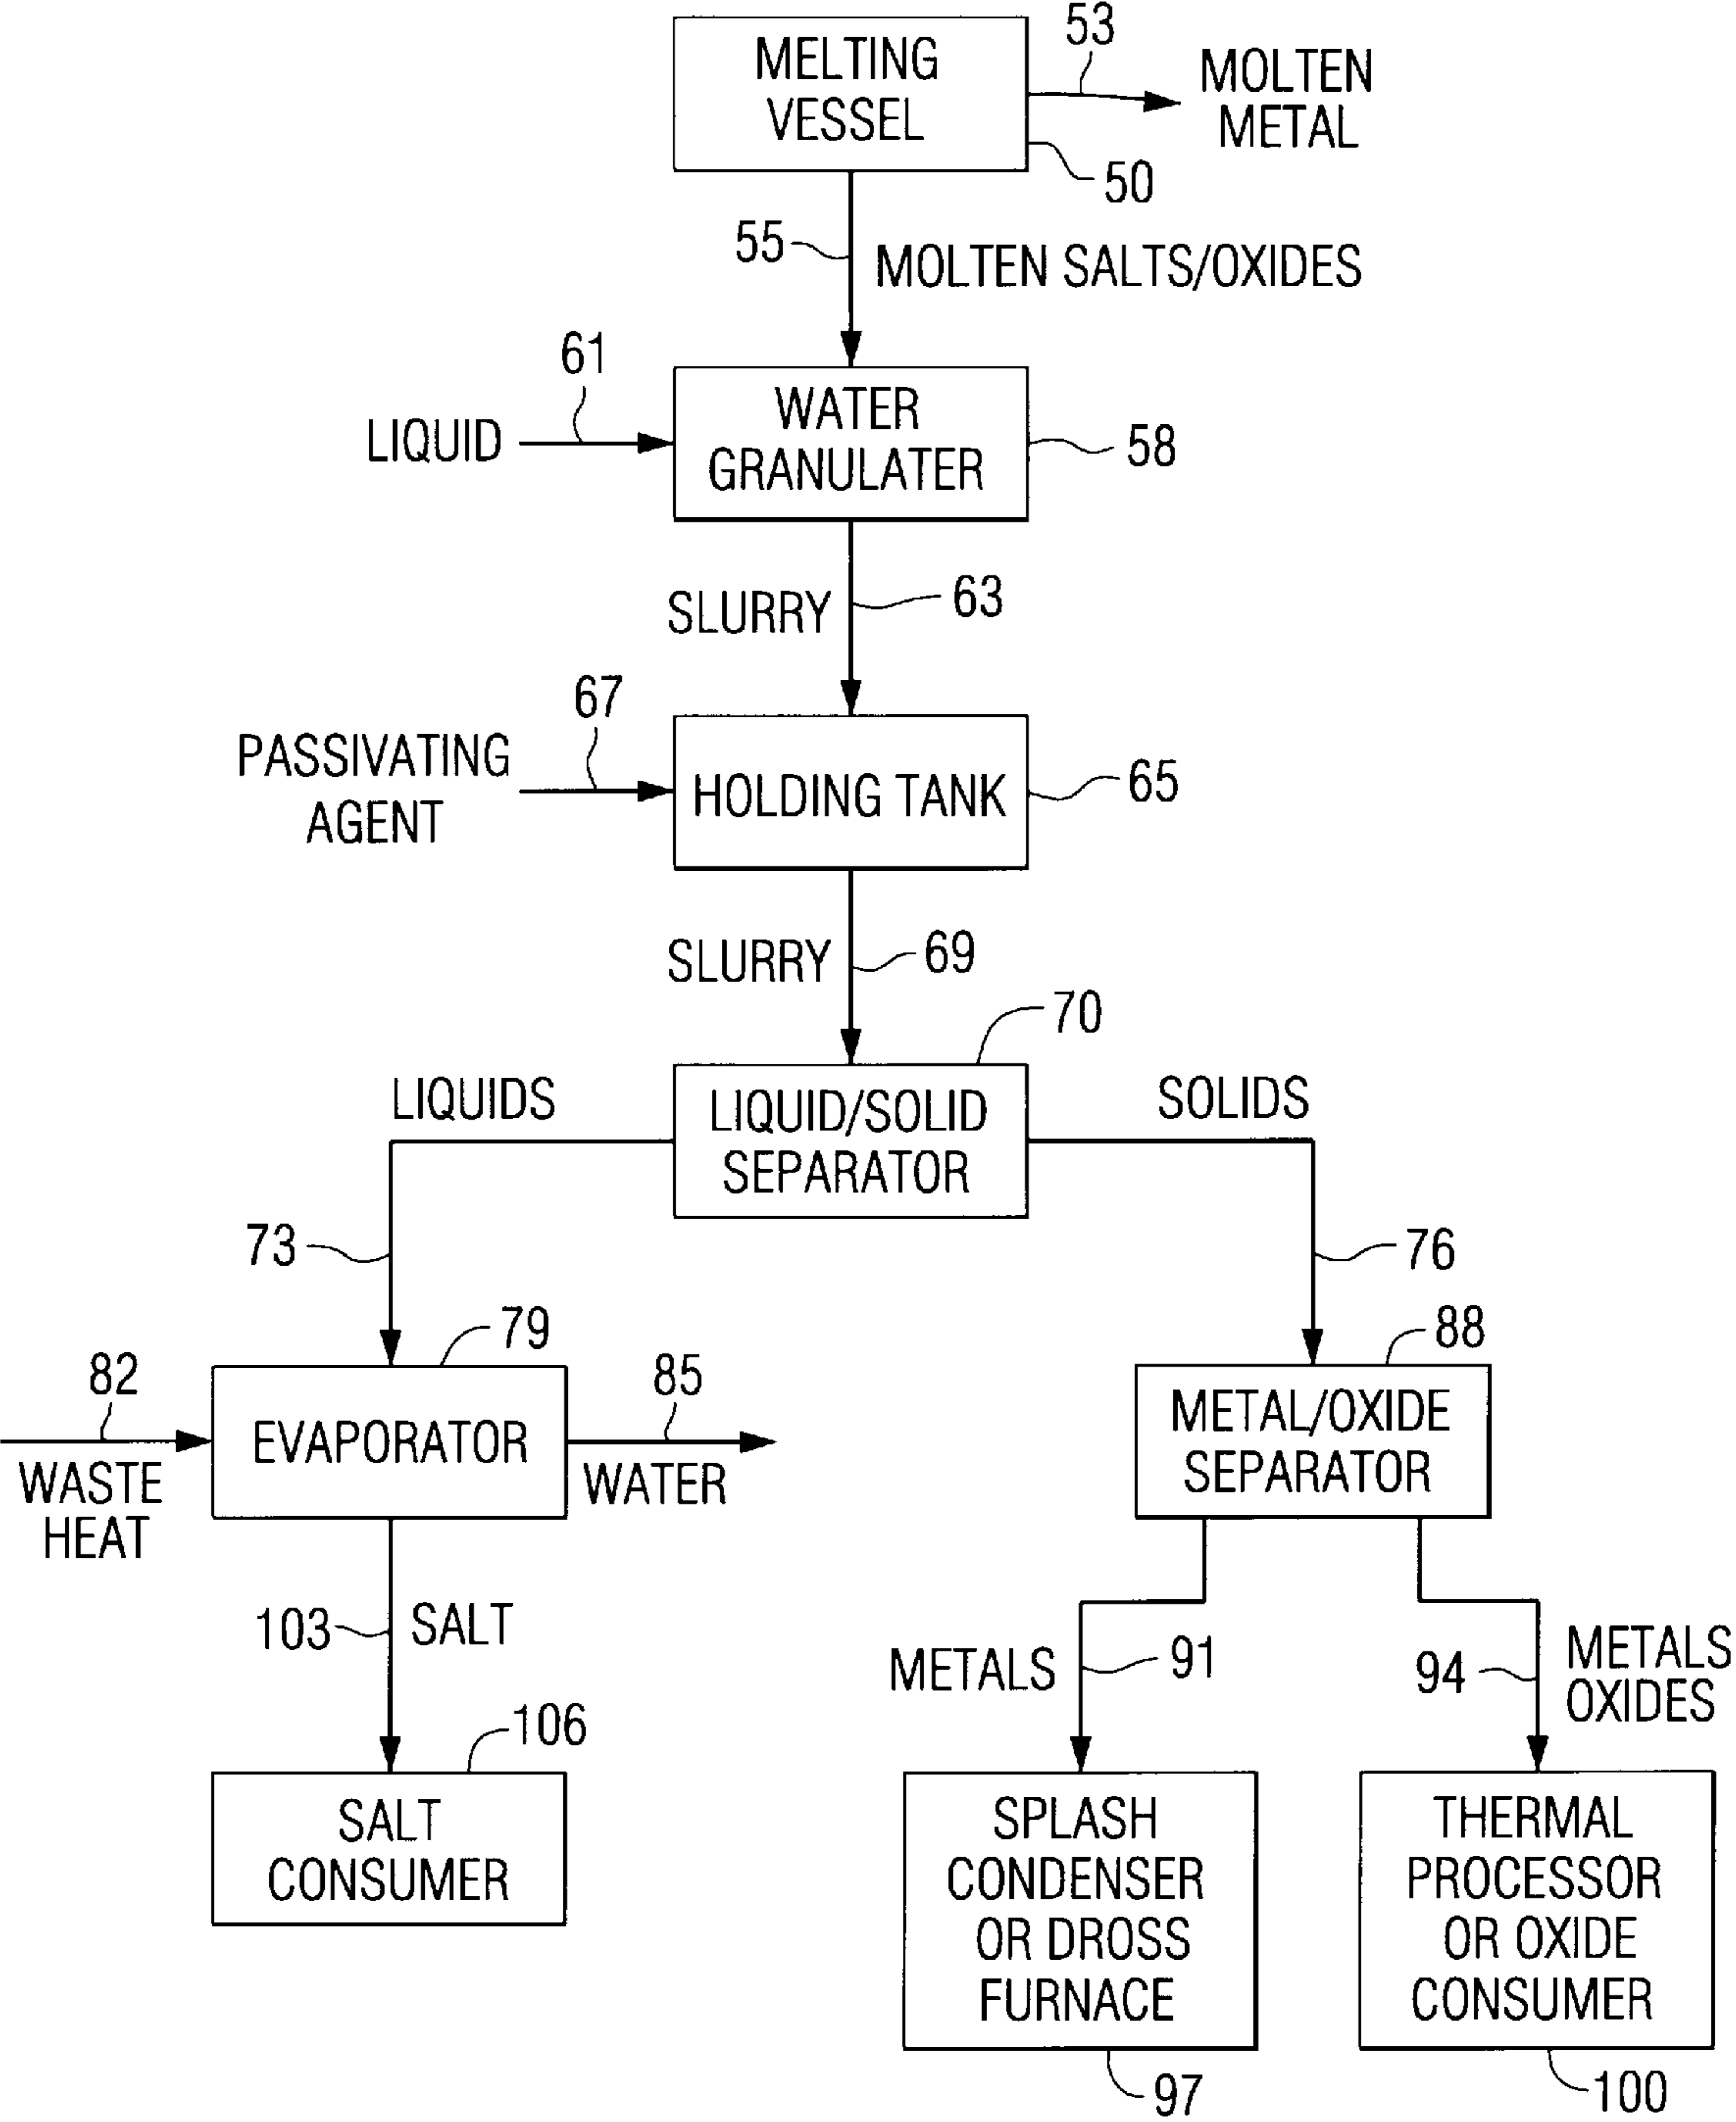 MELTING
VESSEL
53
MOLTEN
METAL
50
55
MOLTEN SALTS/OXIDES
61
LIQUID
WATER
GRANULATER
58
SLURRY
63
67
PASSIVATING
AGENT
HOLDING TANK
65
SLURRY
69
70
LIQUIDS
LIQUID/SOLID
SEPARATOR
SOLIDS
73
76
79
88
82
WASTE
HEAT
EVAPORATOR
85
WATER
METAL/OXIDE
SEPARATOR
103
SALT
METALS
91
94
METALS
OXIDES
106
SALT
CONSUMER
SPLASH
CONDENSER
OR DROSS
FURNACE
97
THERMAL
PROCESSOR
OR OXIDE
CONSUMER
100